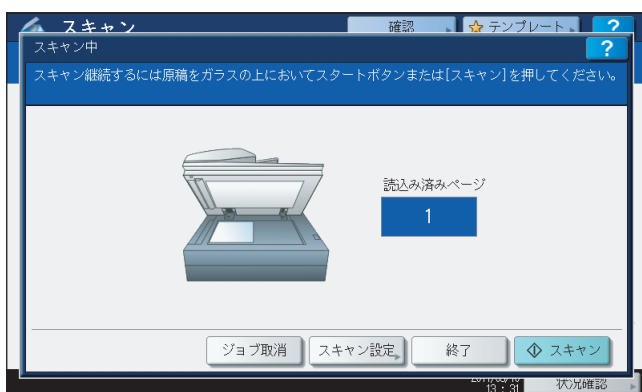 スキャン
確認
テンプレート
?
スキャン中
?
スキャン継続するには原稿をガラスの上においてスタートボタンまたは[スキャン]を押してください。
読込み済みページ
1
ジョブ取消
スキャン設定
終了
スキャン
13:31
状況確認